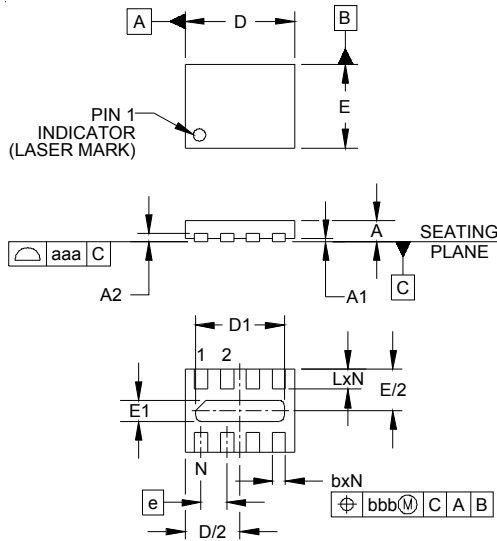 A
D
B
PIN 1
INDICATOR
(LASER MARK)
E
A
SEATING
PLANE
aaa C
C
A2
A1
D1
1 2
LxN
E/2
E1
N
bxN
e
bbb Ⓜ C A B
D/2